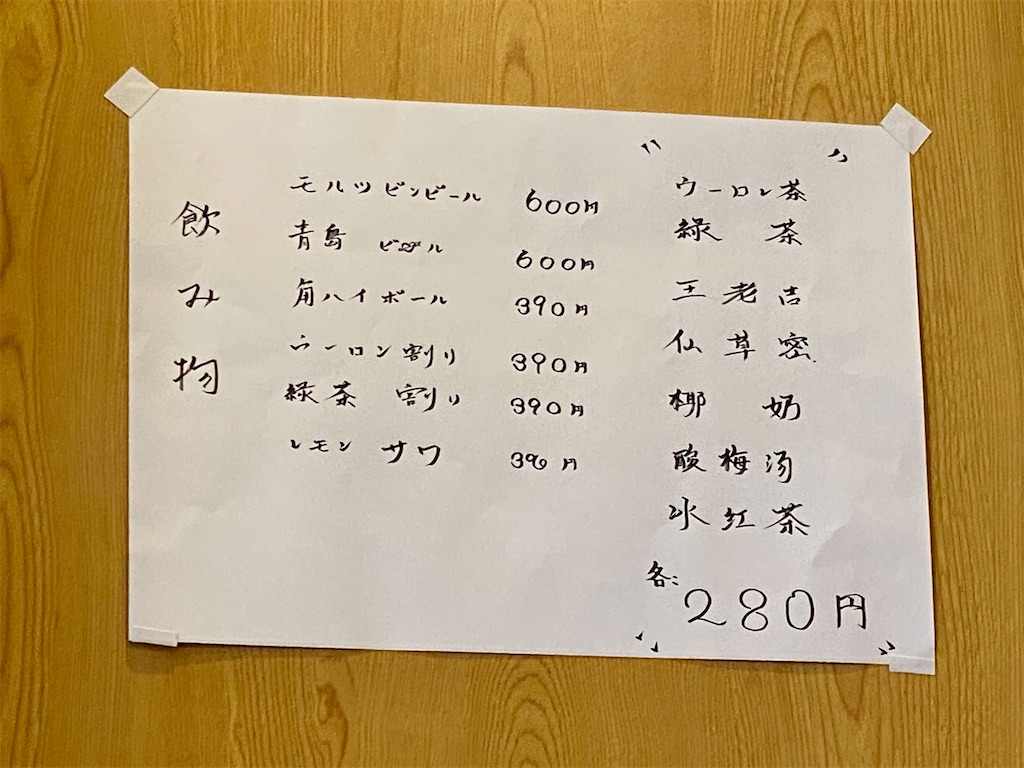 飲み物
モルツビンビール 600円
青島 ビール 600円
角ハイボール 390円
ウーロン割り 390円
緑茶 割り 390円
レモン サワ 390円
ウーロン茶
緑 茶
王老吉
仙草密
椰 奶
酸梅汤
冰红茶
各:
280円